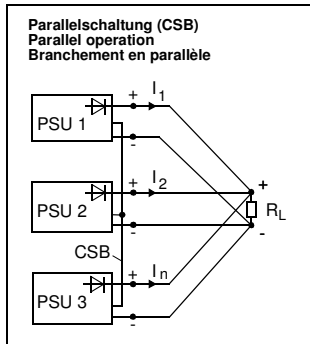 Parallelschaltung (CSB)
Parallel operation
Branchement en parallèle
+ I1
PSU 1
-
+ I2
PSU 2
-
+
RL
-
CSB
+ In
PSU 3
-